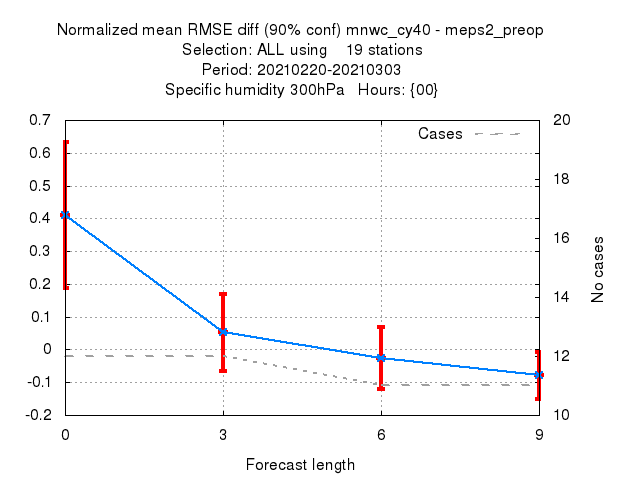 Normalized mean RMSE diff (90% conf) mnwc_cy40 - meps2_preop
Selection: ALL using    19 stations
Period: 20210220-20210303
Specific humidity 300hPa   Hours: {00}
Cases
0.7
0.6
0.5
0.4
0.3
0.2
0.1
0
-0.1
-0.2
20
18
16
14
12
10
No cases
0 3 6 9
Forecast length